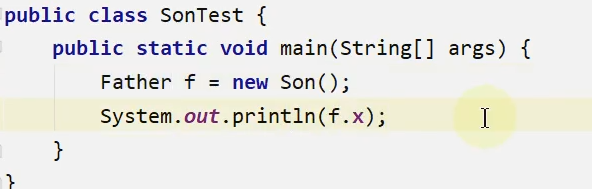 public class SonTest {
    public static void main(String[] args) {
        Father f = new Son();
        System.out.println(f.x);
    }
}